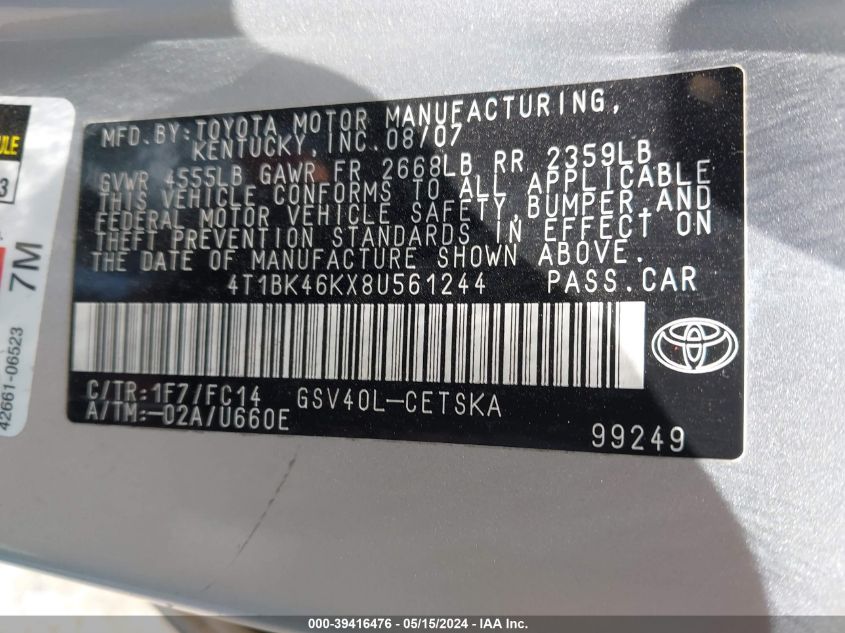 MFD.BY:TOYOTA MOTOR MANUFACTURING,
KENTUCKY, INC.08/07
GVWR 4555LB GAWR FR 2668LB RR 2359LB
THIS VEHICLE CONFORMS TO ALL APPLICABLE
FEDERAL MOTOR VEHICLE SAFETY,BUMPER,AND
THEFT PREVENTION STANDARDS IN EFFECT ON
THE DATE OF MANUFACTURE SHOWN ABOVE.
4T1BK46KX8U561244 PASS.CAR
C/TR:1F7/FC14 GSV40L-CETSKA
A/TM:-02A/U660E
99249
7M
42661-06523
000-39416476 - 05/15/2024 - IAA Inc.